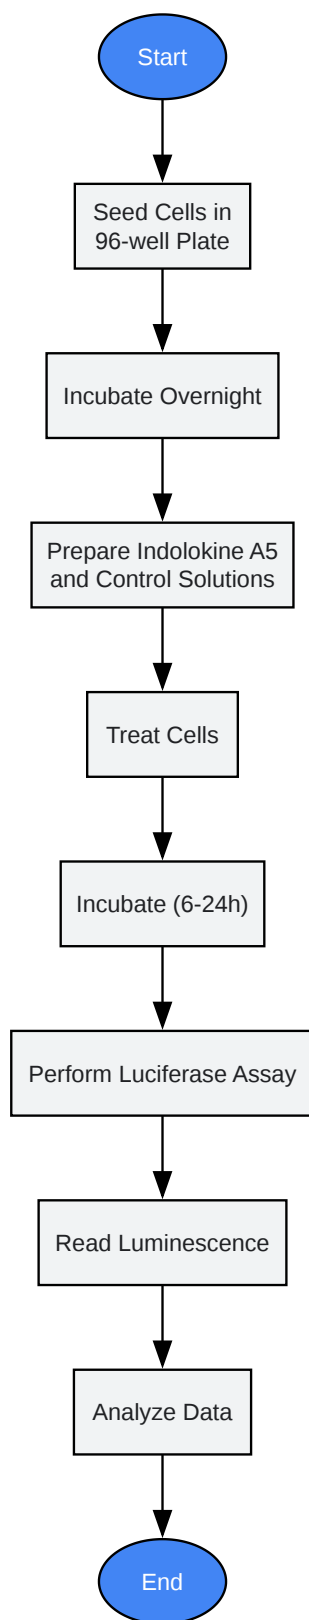 Start
Seed Cells in
96-well Plate
Incubate Overnight
Prepare Indolokine A5
and Control Solutions
Treat Cells
Incubate (6-24h)
Perform Luciferase Assay
Read Luminescence
Analyze Data
End